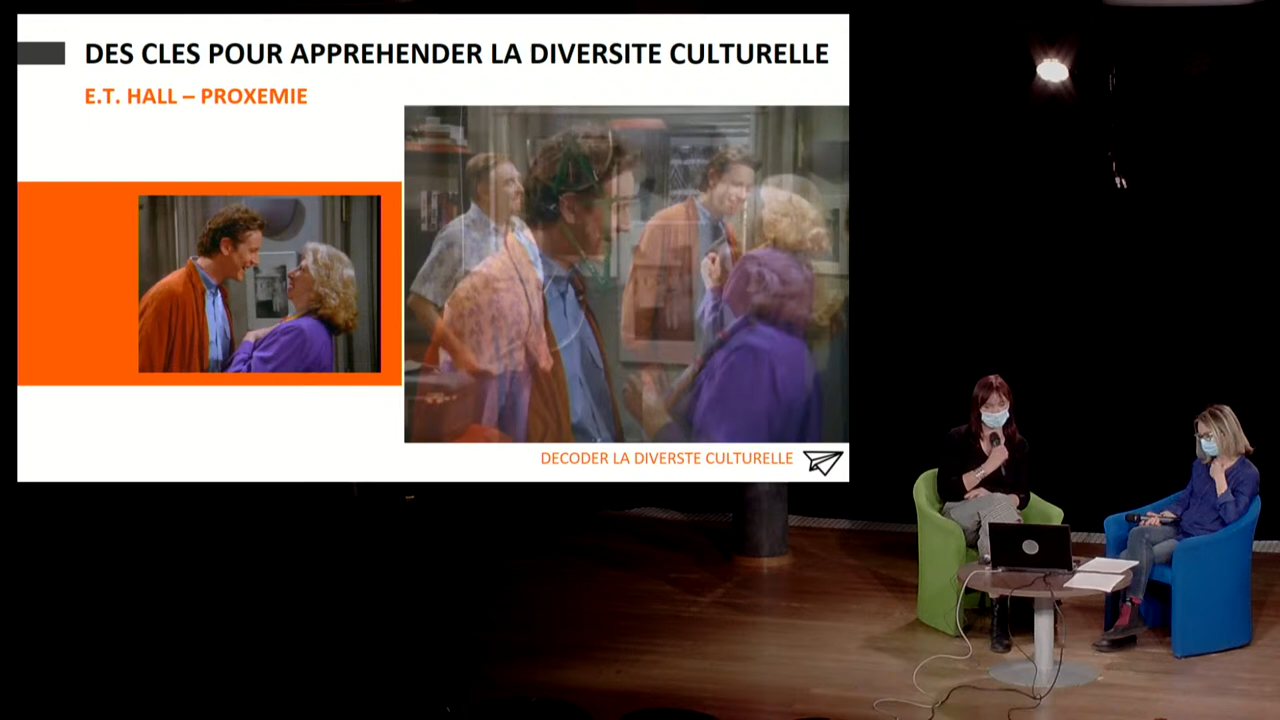 DES CLES POUR APPREHENDER LA DIVERSITE CULTURELLE
E.T. HALL – PROXEMIE
DECODER LA DIVERSTE CULTURELLE